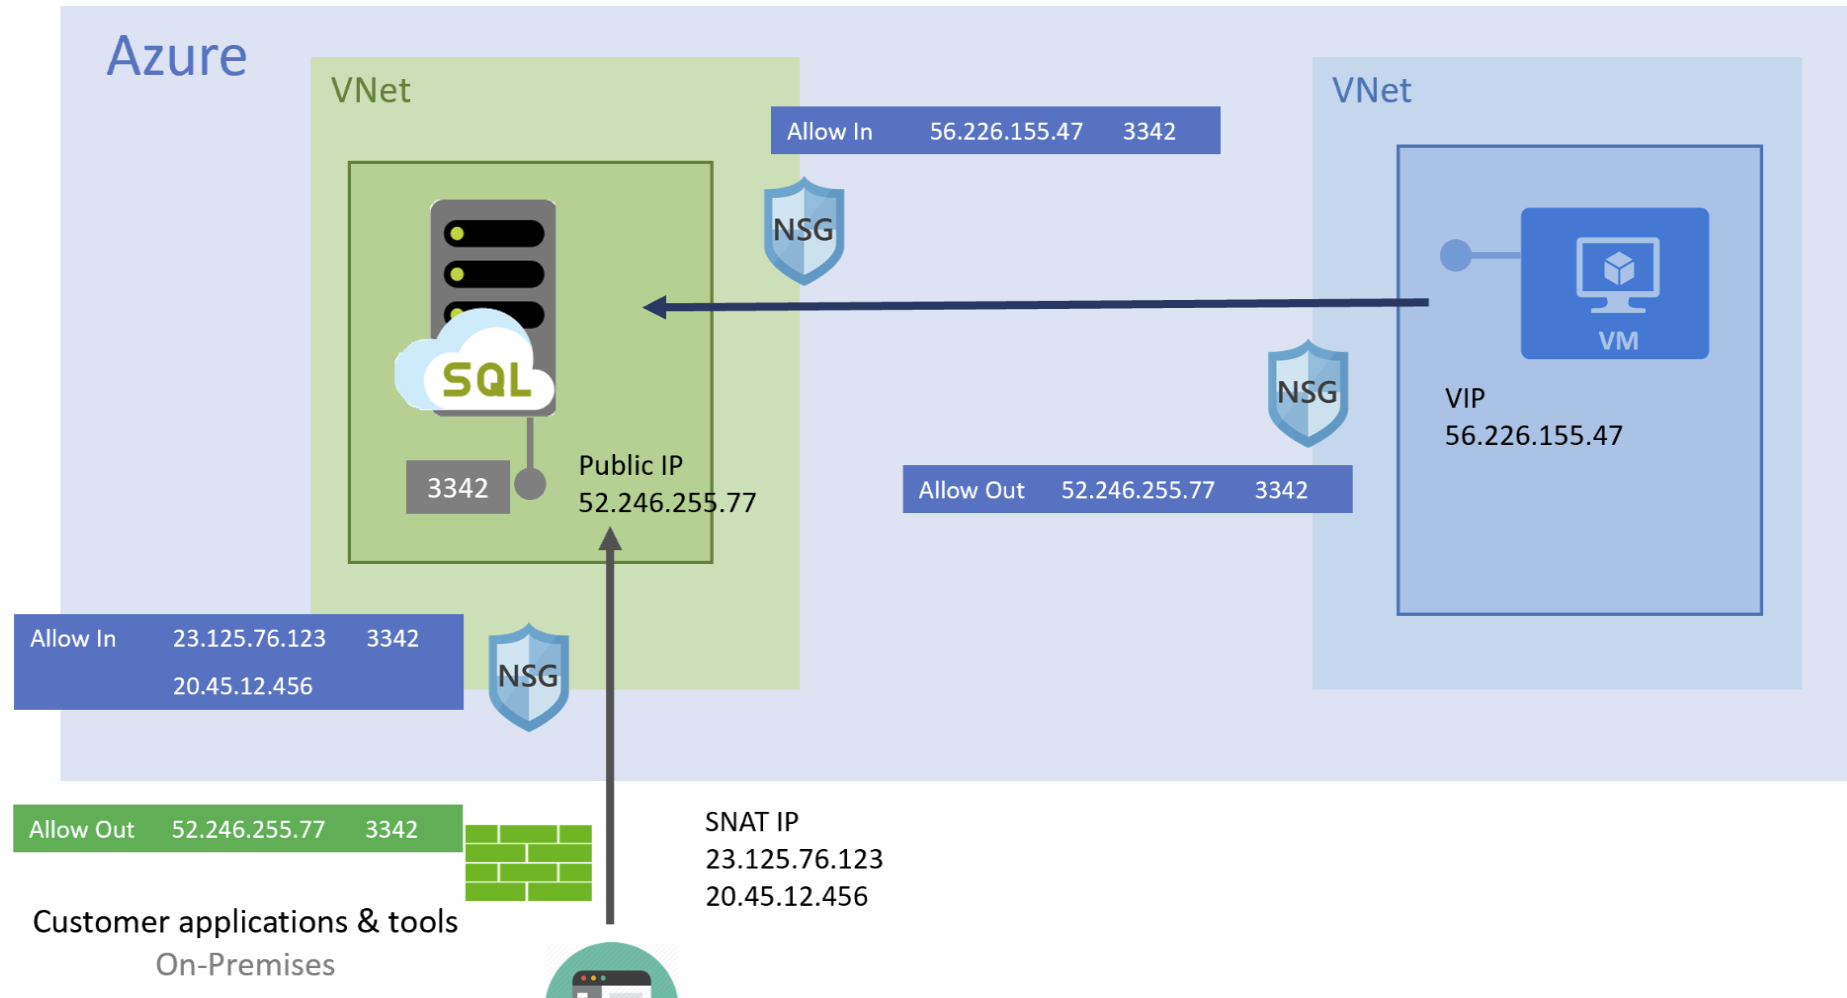 Azure
VNet
VNet
Allow In 56.226.155.47 3342
NSG
SQL
VM
NSG
VIP
56.226.155.47
3342
Public IP
52.246.255.77
Allow Out 52.246.255.77 3342
Allow In 23.125.76.123 3342
20.45.12.456
NSG
Allow Out 52.246.255.77 3342
SNAT IP
23.125.76.123
20.45.12.456
Customer applications & tools
On-Premises